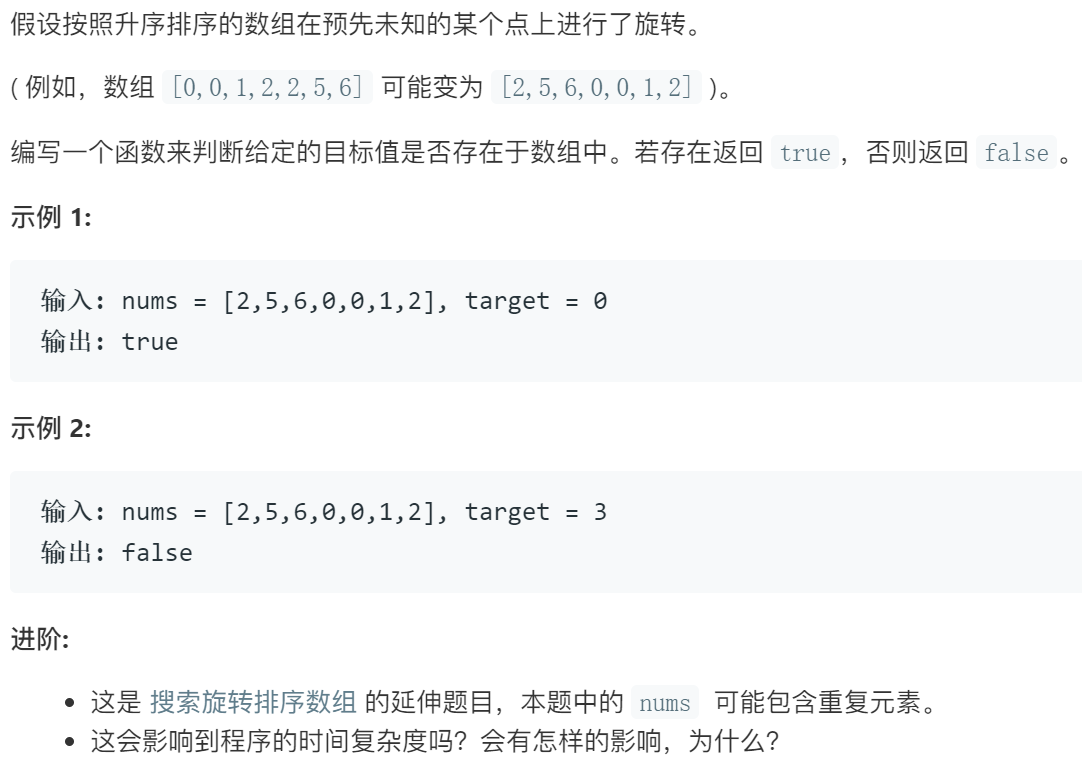 假设按照升序排序的数组在预先未知的某个点上进行了旋转。
( 例如，数组 [0,0,1,2,2,5,6] 可能变为 [2,5,6,0,0,1,2] )。
编写一个函数来判断给定的目标值是否存在于数组中。若存在返回 true，否则返回 false。
示例 1:
输入: nums = [2,5,6,0,0,1,2], target = 0
输出: true
示例 2:
输入: nums = [2,5,6,0,0,1,2], target = 3
输出: false
进阶:
• 这是 搜索旋转排序数组 的延伸题目，本题中的 nums 可能包含重复元素。
• 这会影响到程序的时间复杂度吗？会有怎样的影响，为什么？